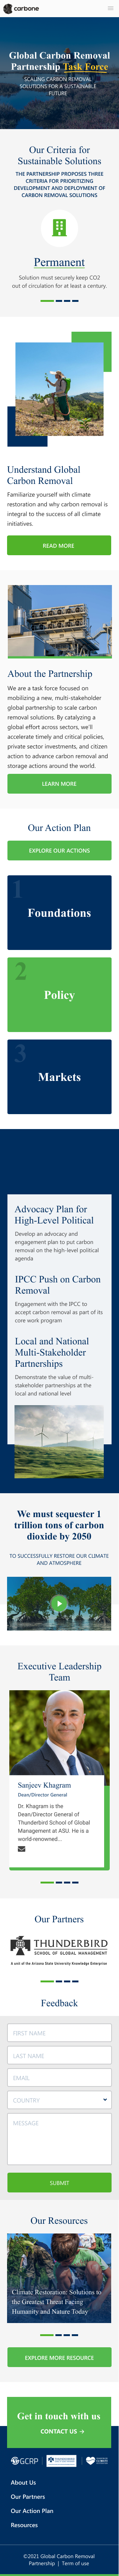 carbone
Global Carbon Removal
Partnership Task Force
SCALING CARBON REMOVAL
SOLUTIONS FOR A SUSTAINABLE
FUTURE
Our Criteria for
Sustainable Solutions
THE PARTNERSHIP PROPOSES THREE
CRITERIA FOR PRIORITIZING
DEVELOPMENT AND DEPLOYMENT OF
CARBON REMOVAL SOLUTIONS
Permanent
Solution must securely keep CO2
out of circulation for at least a century.
Understand Global
Carbon Removal
Familiarize yourself with climate
restoration and why carbon removal is
integral to the success of all climate
initiatives.
READ MORE
About the Partnership
We are a task force focused on
mobilizing a new, multi-stakeholder
global partnership to scale carbon
removal solutions. By catalyzing a
global effort across sectors, we'll
accelerate timely and critical policies,
private sector investments, and citizen
action to advance carbon removal and
storage actions around the world.
LEARN MORE
Our Action Plan
EXPLORE OUR ACTIONS
1
Foundations
2
Policy
3
Markets
Advocacy Plan for
High-Level Political
Develop an advocacy and
engagement plan to put carbon
removal on the high-level political
agenda
IPCC Push on Carbon
Removal
Engagement with the IPCC to
accept carbon removal as part of its
core work program
Local and National
Multi-Stakeholder
Partnerships
Demonstrate the value of multi-
stakeholder partnerships at the
local and national level
We must sequester 1
trillion tons of carbon
dioxide by 2050
TO SUCCESSFULLY RESTORE OUR CLIMATE
AND ATMOSPHERE
Executive Leadership
Team
Sanjeev Khagram
Dean/Director General
Dr. Khagram is the
Dean/Director General of
Thunderbird School of Global
Management at ASU. He is a
world-renowned...
Our Partners
THUNDERBIRD
SCHOOL OF GLOBAL MANAGEMENT
A unit of the Arizona State University Knowledge Enterprise
Feedback
FIRST NAME
LAST NAME
EMAIL
COUNTRY
MESSAGE
SUBMIT
Our Resources
Climate Restoration: Solutions to
the Greatest Threat Facing
Humanity and Nature Today
EXPLORE MORE RESOURCE
Get in touch with us
CONTACT US →
GCRP
About Us
Our Partners
Our Action Plan
Resources
©2021 Global Carbon Removal
Partnership | Term of use